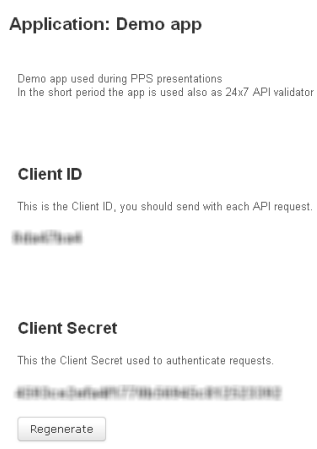 Application: Demo app
Demo app used during PPS presentations
In the short period the app is used also as 24x7 API validator
Client ID
This is the Client ID, you should send with each API request.
Client Secret
This the Client Secret used to authenticate requests.
Regenerate